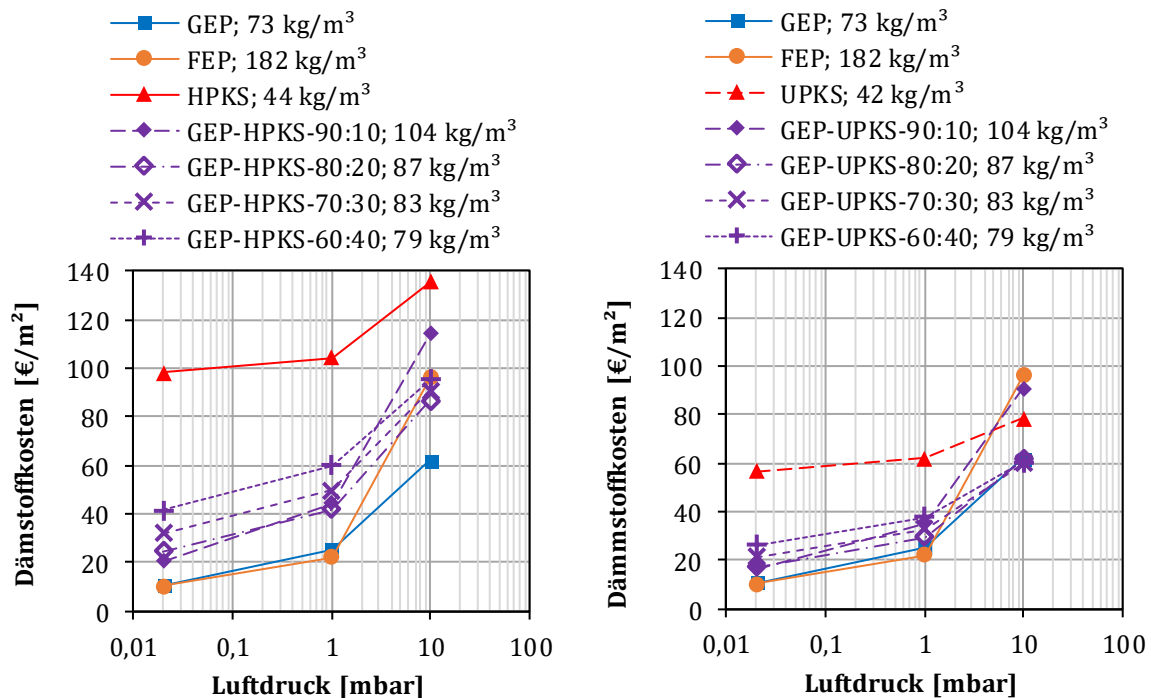 GEP; 73 kg/m³
FEP; 182 kg/m³
HPKS; 44 kg/m³
GEP-HPKS-90:10; 104 kg/m³
GEP-HPKS-80:20; 87 kg/m³
GEP-HPKS-70:30; 83 kg/m³
GEP-HPKS-60:40; 79 kg/m³
Dämstoffkosten [€/m²]
140
120
100
80
60
40
20
0
0,01
0,1
1
10
100
Luftdruck [mbar]
GEP; 73 kg/m³
FEP; 182 kg/m³
UPKS; 42 kg/m³
GEP-UPKS-90:10; 104 kg/m³
GEP-UPKS-80:20; 87 kg/m³
GEP-UPKS-70:30; 83 kg/m³
GEP-UPKS-60:40; 79 kg/m³
Dämmstoffkosten [€/m²]
140
120
100
80
60
40
20
0
0,01
0,1
1
10
100
Luftdruck [mbar]